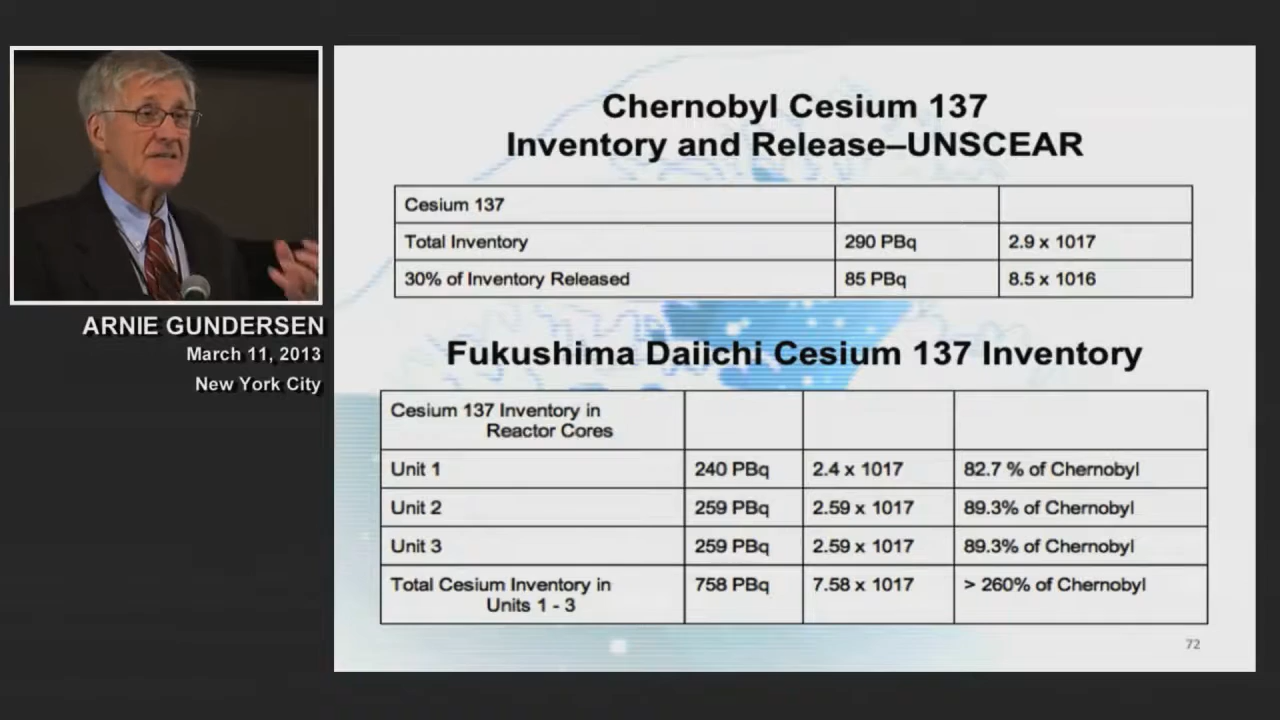 Chernobyl Cesium 137
Inventory and Release–UNSCEAR
Cesium 137
Total Inventory 290 PBq 2.9 x 1017
30% of Inventory Released 85 PBq 8.5 x 1016
Fukushima Daiichi Cesium 137 Inventory
Cesium 137 Inventory in
Reactor Cores
Unit 1 240 PBq 2.4 x 1017 82.7 % of Chernobyl
Unit 2 259 PBq 2.59 x 1017 89.3% of Chernobyl
Unit 3 259 PBq 2.59 x 1017 89.3% of Chernobyl
Total Cesium Inventory in 758 PBq 7.58 x 1017 > 260% of Chernobyl
Units 1 - 3
72
ARNIE GUNDERSEN
March 11, 2013
New York City